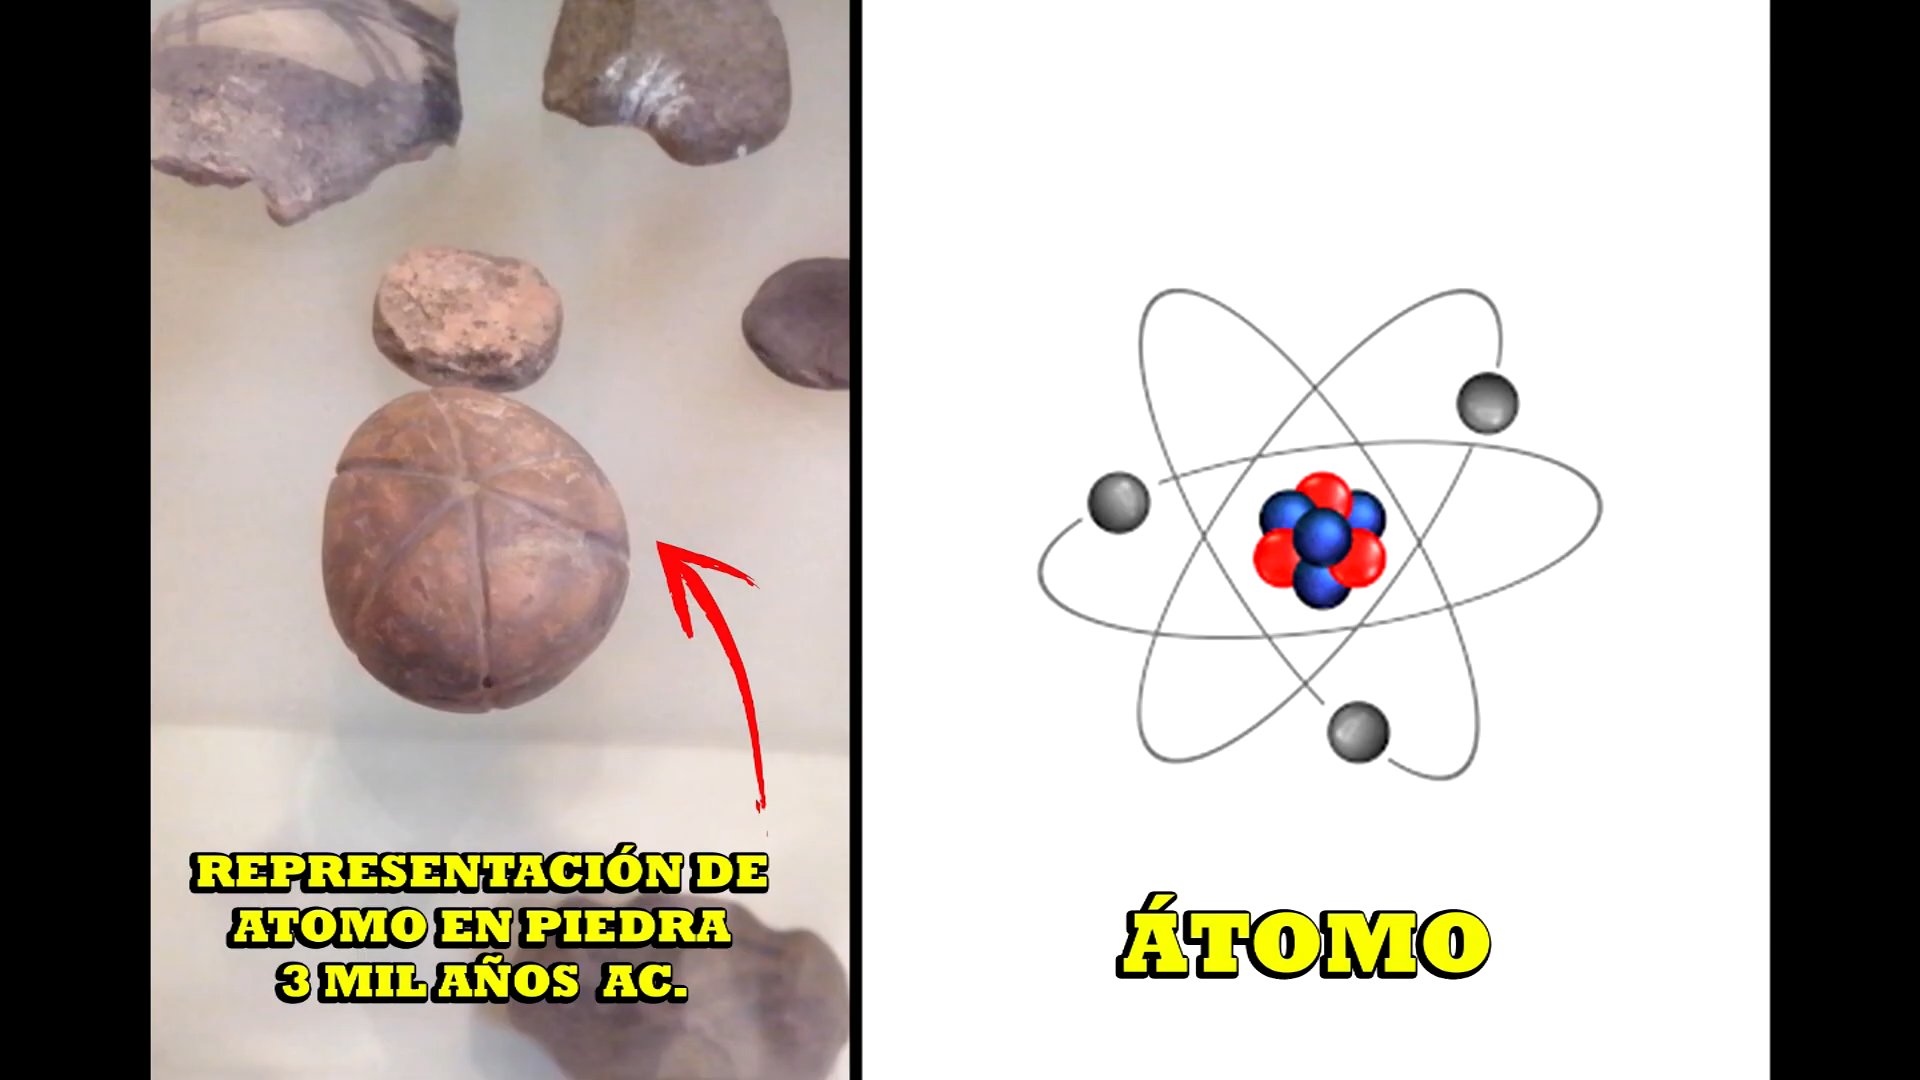 REPRESENTACIÓN DE
ATOMO EN PIEDRA
3 MIL AÑOS AC.
ÁTOMO